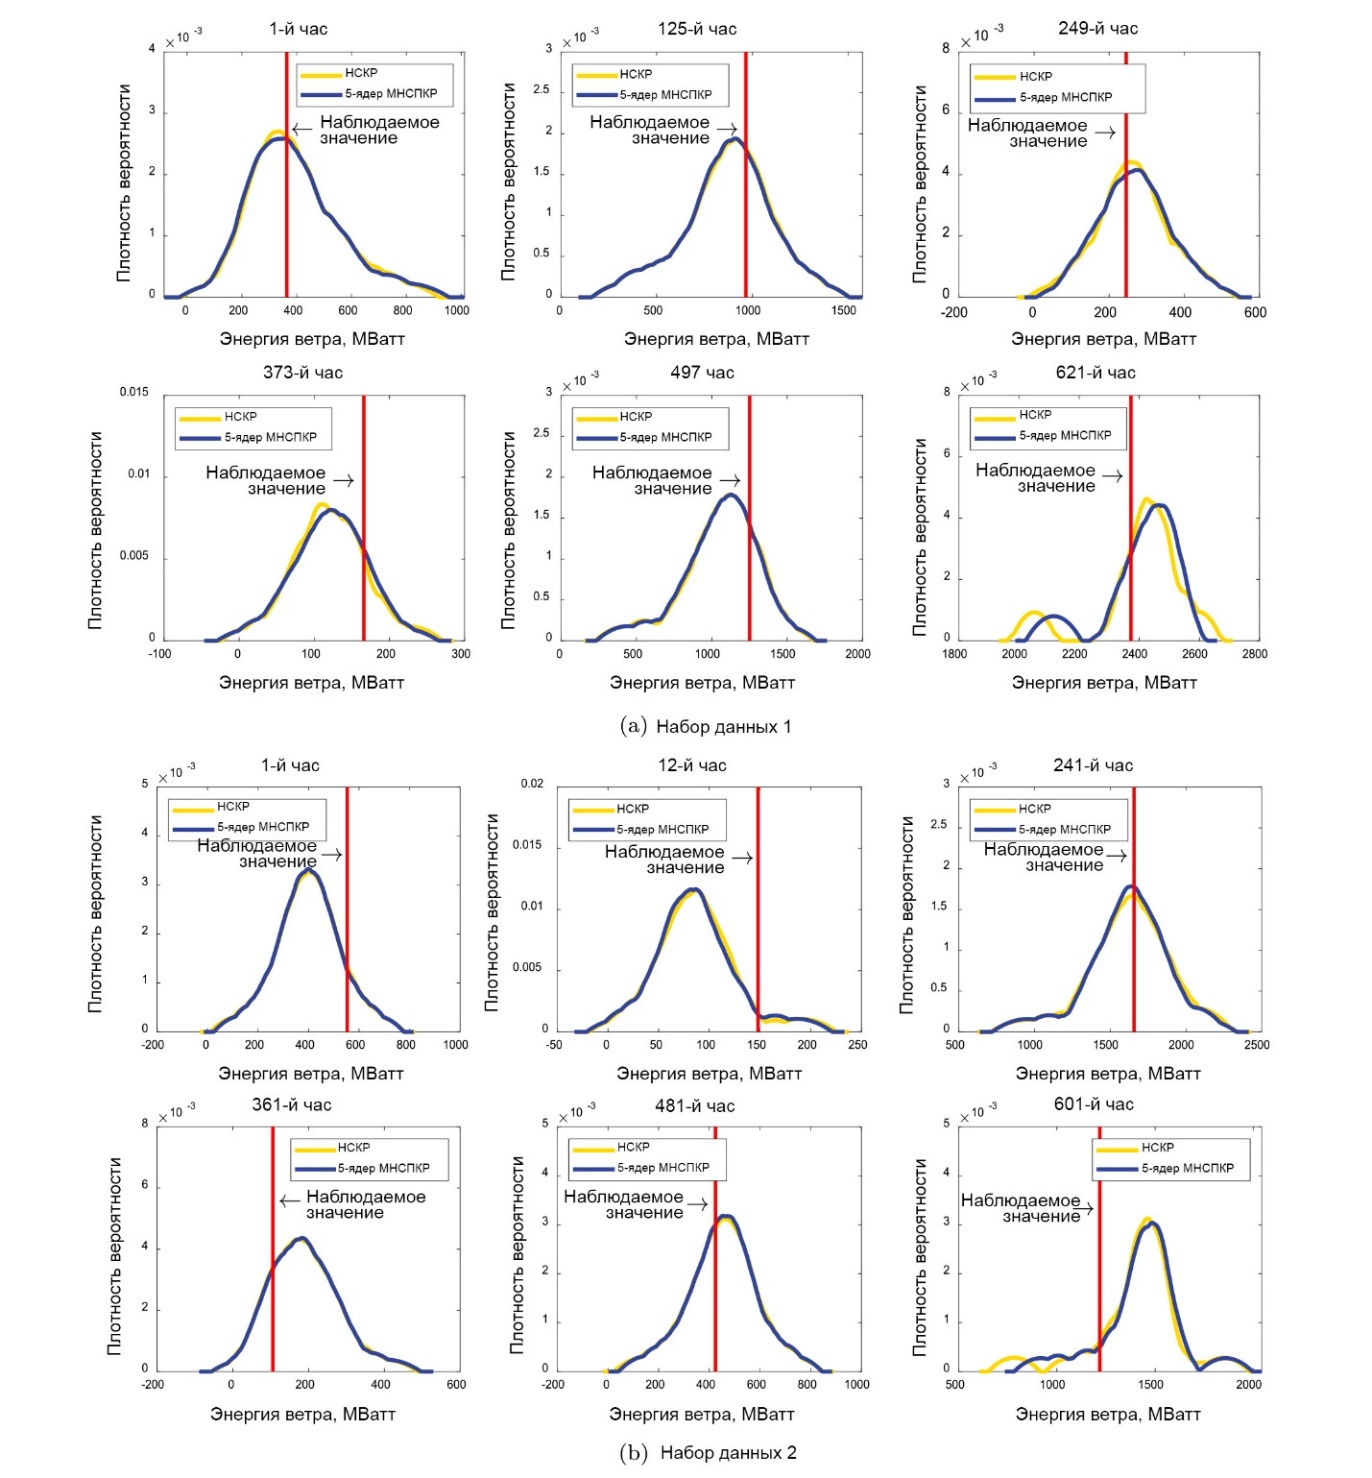 1-й час
× 10 -3
4
3
2
1
0
0 200 400 600 800 1000
НСКР
5-ядер МНСПКР
Наблюдаемое
значение
Плотность вероятности
Энергия ветра, МВатт
125-й час
× 10 -3
3
2.5
2
1.5
1
0.5
0
0 500 1000 1500
НСКР
5-ядер МНСПКР
Наблюдаемое
значение
Плотность вероятности
Энергия ветра, МВатт
249-й час
× 10 -3
8
6
4
2
0
-200 0 200 400 600
НСКР
5-ядер МНСПКР
Наблюдаемое
значение
Плотность вероятности
Энергия ветра, МВатт
373-й час
0.015
0.01
0.005
0
-100 0 100 200 300
НСКР
5-ядер МНСПКР
Наблюдаемое
значение
Плотность вероятности
Энергия ветра, МВатт
497 час
× 10 -3
3
2.5
2
1.5
1
0.5
0
0 500 1000 1500 2000
НСКР
5-ядер МНСПКР
Наблюдаемое
значение
Плотность вероятности
Энергия ветра, МВатт
621-й час
× 10 -3
8
6
4
2
0
1800 2000 2200 2400 2600 2800
НСКР
5-ядер МНСПКР
Наблюдаемое
значение
Плотность вероятности
Энергия ветра, МВатт
(a) Набор данных 1
1-й час
× 10 -3
5
4
3
2
1
0
-200 0 200 400 600 800 1000
НСКР
5-ядер МНСПКР
Наблюдаемое
значение
Плотность вероятности
Энергия ветра, МВатт
12-й час
0.02
0.015
0.01
0.005
0
-50 0 50 100 150 200 250
НСКР
5-ядер МНСПКР
Наблюдаемое
значение
Плотность вероятности
Энергия ветра, МВатт
241-й час
× 10 -3
3
2.5
2
1.5
1
0.5
0
500 1000 1500 2000 2500
НСКР
5-ядер МНСПКР
Наблюдаемое
значение
Плотность вероятности
Энергия ветра, МВатт
361-й час
× 10 -3
8
6
4
2
0
-200 0 200 400 600
НСКР
5-ядер МНСПКР
Наблюдаемое
значение
Плотность вероятности
Энергия ветра, МВатт
481-й час
× 10 -3
5
4
3
2
1
0
-200 0 200 400 600 800 1000
НСКР
5-ядер МНСПКР
Наблюдаемое
значение
Плотность вероятности
Энергия ветра, МВатт
601-й час
× 10 -3
5
4
3
2
1
0
500 1000 1500 2000
НСКР
5-ядер МНСПКР
Наблюдаемое
значение
Плотность вероятности
Энергия ветра, МВатт
(b) Набор данных 2